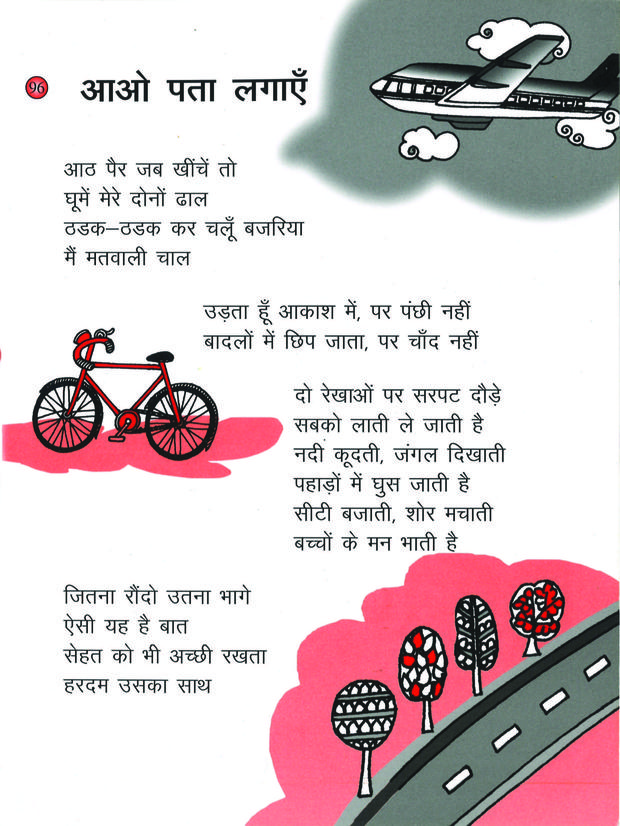 96
आओ पता लगाएँ
आठ पैर जब खींचें तो
घूमें मेरे दोनों ढाल
ठडक–ठडक कर चलूँ बजरिया
मैं मतवाली चाल
उड़ता हूँ आकाश में, पर पंछी नहीं
बादलों में छिप जाता, पर चाँद नहीं
दो रेखाओं पर सरपट दौड़े
सबको लाती ले जाती है
नदी कूदती, जंगल दिखाती
पहाड़ों में घुस जाती है
सीटी बजाती, शोर मचाती
बच्चों के मन भाती है
जितना रौंदो उतना भागे
ऐसी यह है बात
सेहत को भी अच्छी रखता
हरदम उसका साथ